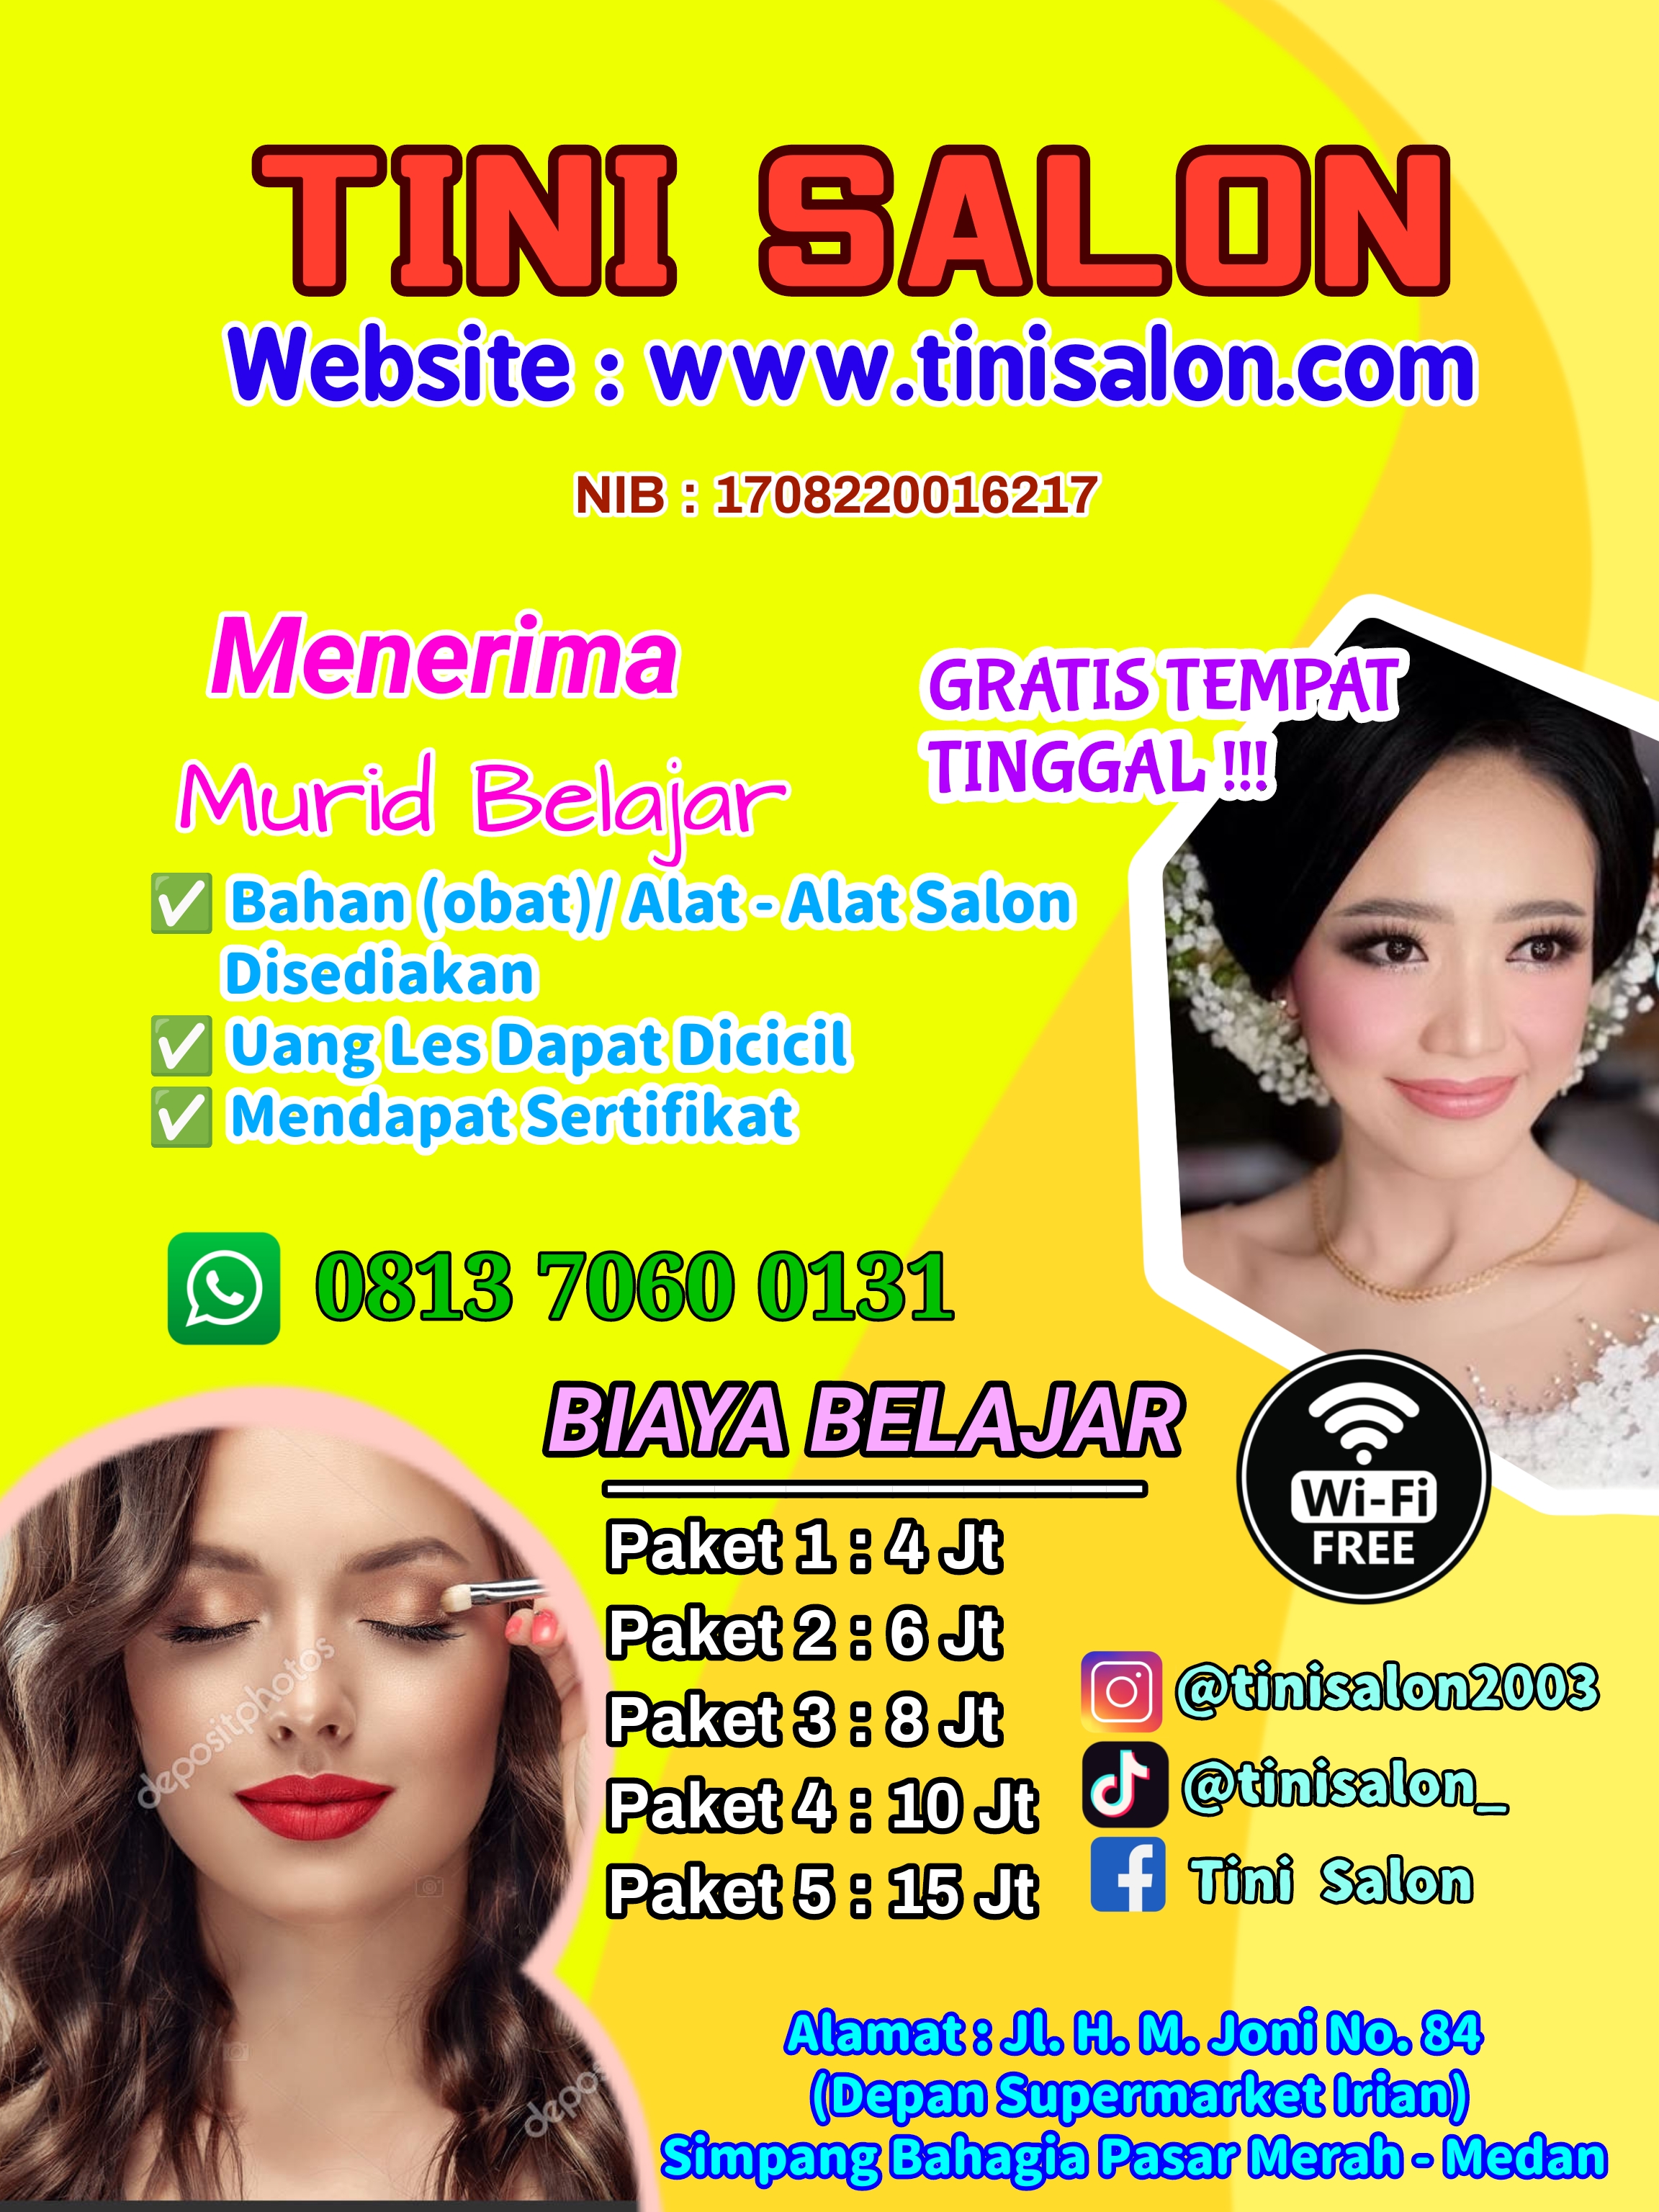 TINI SALON
Website : www.tinisalon.com
NIB : 1708220016217
Menerima
Murid Belajar
GRATIS TEMPAT
TINGGAL !!!
✅ Bahan (obat)/ Alat - Alat Salon
Disediakan
✅ Uang Les Dapat Dicicil
✅ Mendapat Sertifikat
0813 7060 0131
BIAYA BELAJAR
Paket 1 : 4 Jt
Paket 2 : 6 Jt
Paket 3 : 8 Jt
Paket 4 : 10 Jt
Paket 5 : 15 Jt
Wi-Fi
FREE
@tinisalon2003
@tinisalon_
Tini Salon
depositphotos
depos
Alamat : Jl. H. M. Joni No. 84
(Depan Supermarket Irian)
Simpang Bahagia Pasar Merah - Medan